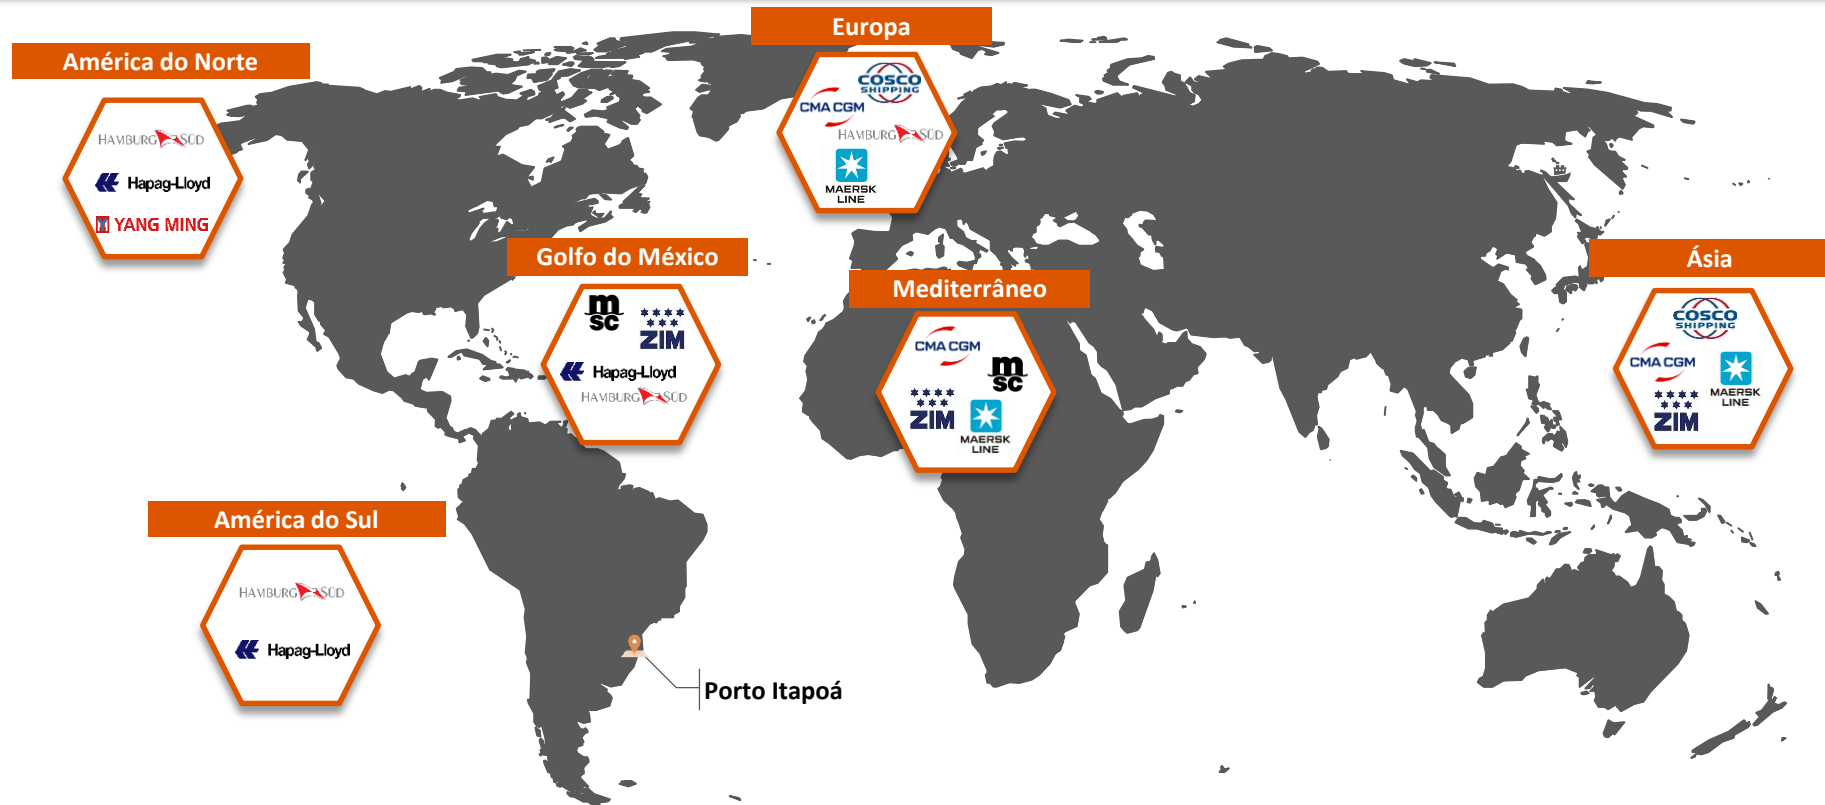 Europa
COSCO
SHIPPING
CMA CGM
HAMBURG SÜD
MAERSK
LINE
América do Norte
HAMBURG SÜD
Hapag-Lloyd
YANG MING
Golfo do México
msc
ZIM
Hapag-Lloyd
HAMBURG SÜD
Mediterrâneo
CMA CGM
msc
ZIM
MAERSK
LINE
Ásia
COSCO
SHIPPING
CMA CGM
MAERSK
LINE
ZIM
América do Sul
HAMBURG SÜD
Hapag-Lloyd
Porto Itapoá